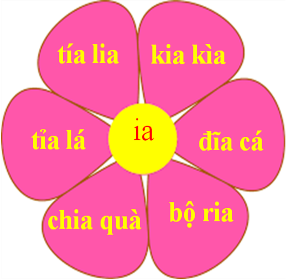 tía lia
kia kìa
ia
tỉa lá
đĩa cá
chia quà
bộ ria